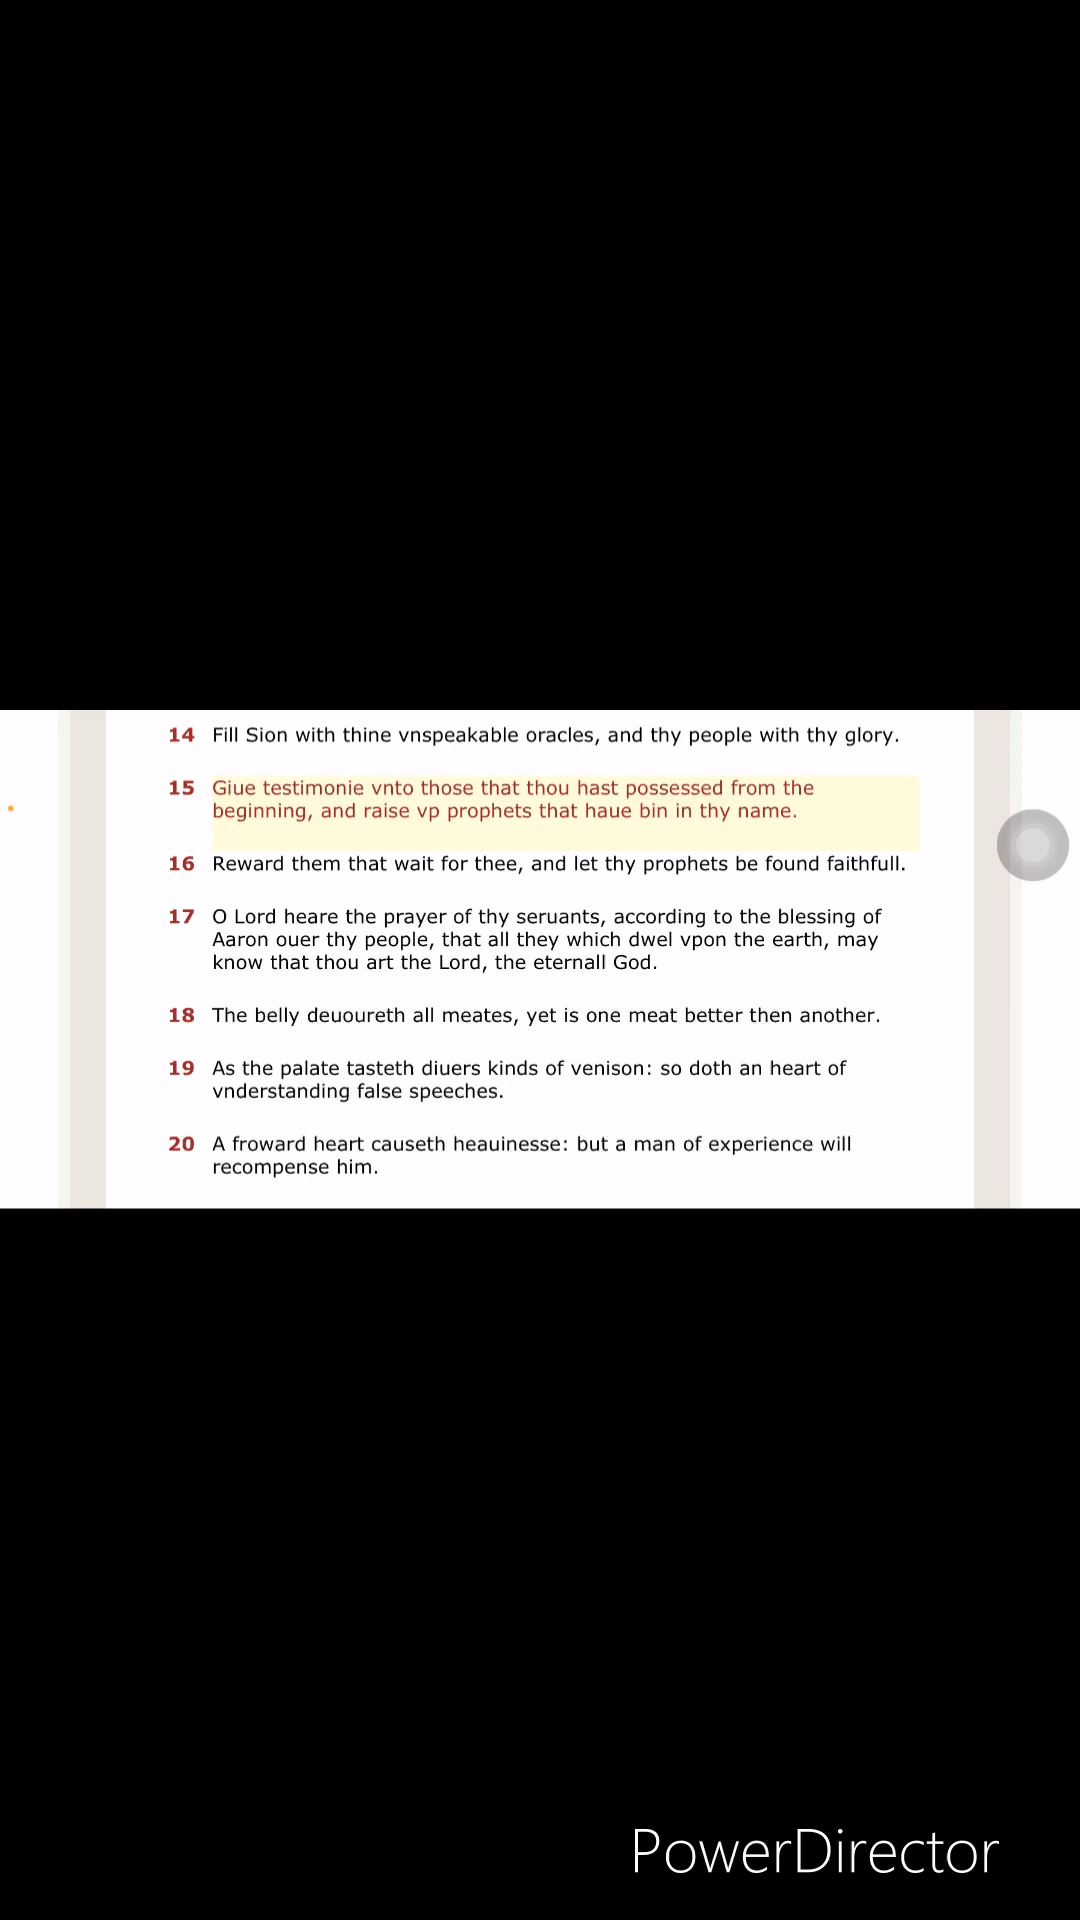 14 Fill Sion with thine vnspeakable oracles, and thy people with thy glory.
15 Giue testimonie vnto those that thou hast possessed from the
beginning, and raise vp prophets that haue bin in thy name.
16 Reward them that wait for thee, and let thy prophets be found faithfull.
17 O Lord heare the prayer of thy seruants, according to the blessing of
Aaron ouer thy people, that all they which dwel vpon the earth, may
know that thou art the Lord, the eternall God.
18 The belly deuoureth all meates, yet is one meat better then another.
19 As the palate tasteth diuers kinds of venison: so doth an heart of
vnderstanding false speeches.
20 A froward heart causeth heauinesse: but a man of experience will
recompense him.
PowerDirector